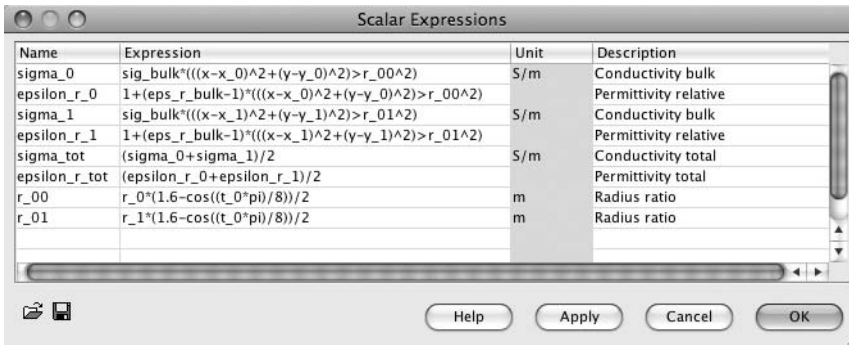 Scalar Expressions
Name Expression Unit Description
sigma_0 sig_bulk*(((x-x_0)^2+(y-y_0)^2)>r_00^2) S/m Conductivity bulk
epsilon_r_0 1+(eps_r_bulk-1)*(((x-x_0)^2+(y-y_0)^2)>r_00^2) Permittivity relative
sigma_1 sig_bulk*(((x-x_1)^2+(y-y_1)^2)>r_01^2) S/m Conductivity bulk
epsilon_r_1 1+(eps_r_bulk-1)*(((x-x_1)^2+(y-y_1)^2)>r_01^2) Permittivity relative
sigma_tot (sigma_0+sigma_1)/2 S/m Conductivity total
epsilon_r_tot (epsilon_r_0+epsilon_r_1)/2 Permittivity total
r_00 r_0*(1.6-cos((t_0*pi)/8))/2 m Radius ratio
r_01 r_1*(1.6-cos((t_0*pi)/8))/2 m Radius ratio
Help Apply Cancel OK